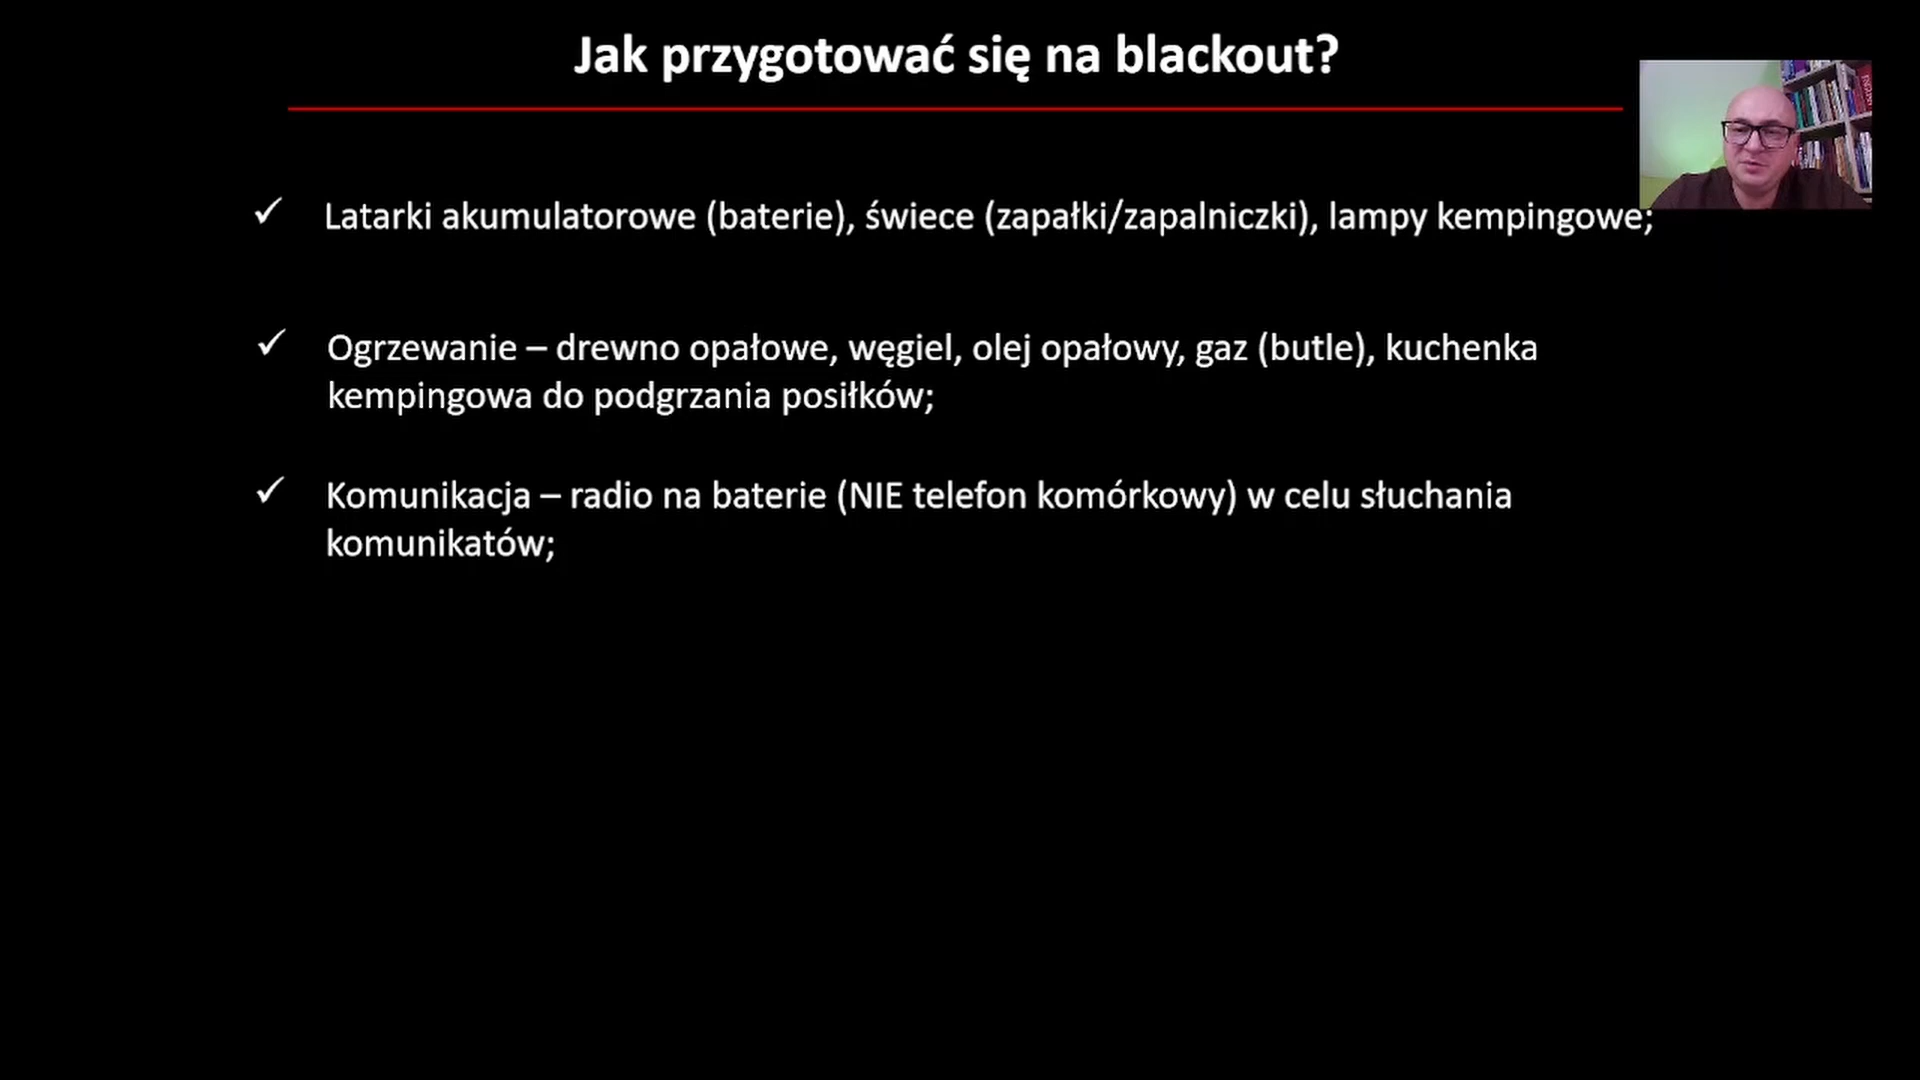 Jak przygotować się na blackout?
✓ Latarki akumulatorowe (baterie), świece (zapałki/zapalniczki), lampy kempingowe;
✓ Ogrzewanie – drewno opałowe, węgiel, olej opałowy, gaz (butle), kuchenka
kempingowa do podgrzania posiłków;
✓ Komunikacja – radio na baterie (NIE telefon komórkowy) w celu słuchania
komunikatów;